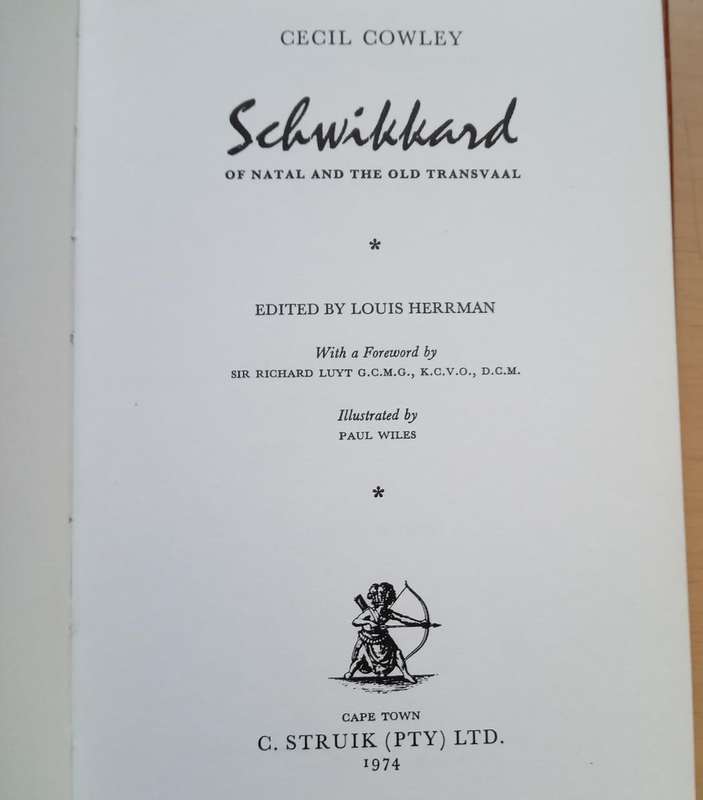 CECIL COWLEY
Schwikkard
OF NATAL AND THE OLD TRANSVAAL
*
EDITED BY LOUIS HERRMAN
With a Foreword by
SIR RICHARD LUYT G.C.M.G., K.C.V.O., D.C.M.
Illustrated by
PAUL WILES
*
CAPE TOWN
C. STRUIK (PTY) LTD.
1974